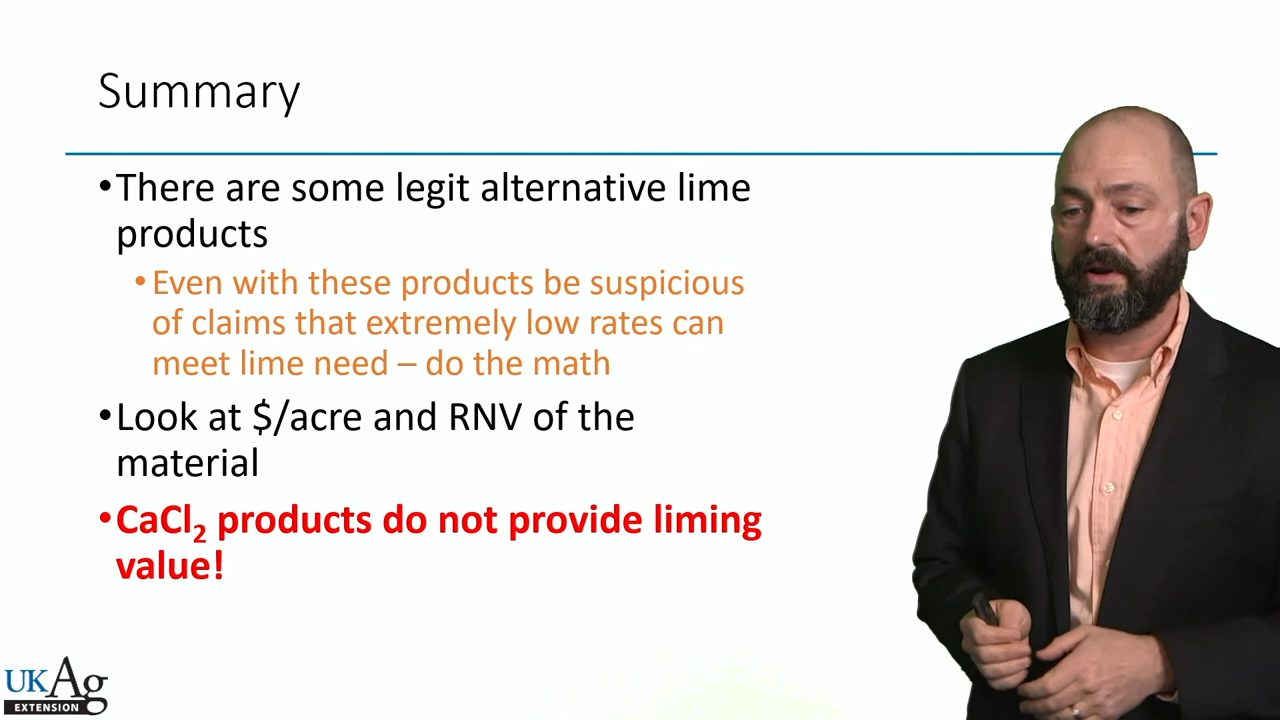 Summary
•There are some legit alternative lime
products
•Even with these products be suspicious
of claims that extremely low rates can
meet lime need – do the math
•Look at $/acre and RNV of the
material
•CaCl₂ products do not provide liming
value!
UKAg
EXTENSION